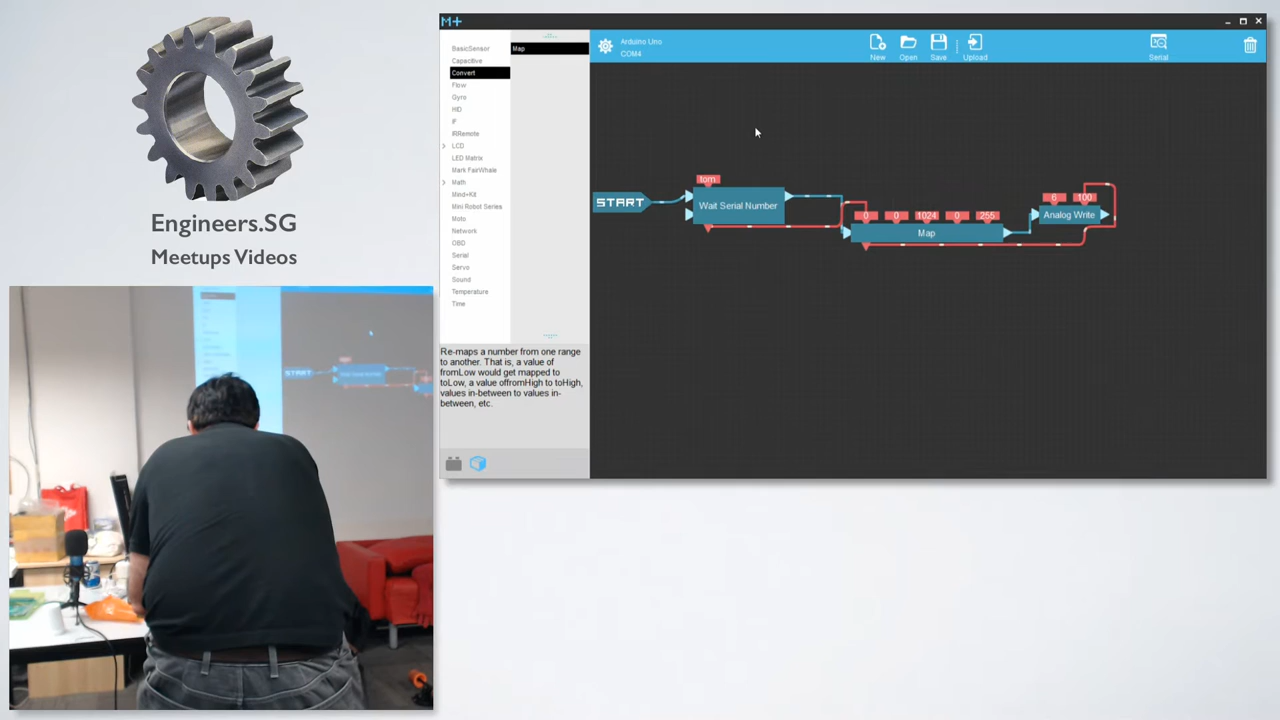 Engineers.SG
Meetups Videos
M+
BasicSensor
Capacitive
Convert
Flow
Gyro
HID
IF
IRRemote
LCD
LED Matrix
Mark FairWhale
Math
Mind+Kit
Mini Robot Series
Moto
Network
OBD
Serial
Servo
Sound
Temperature
Time
Map
Re-maps a number from one range
to another. That is, a value of
fromLow would get mapped to
toLow, a value offromHigh to toHigh,
values in-between to values in-
between, etc.
Arduino Uno
COM4
New
Open
Save
Upload
Serial
START
tom
Wait Serial Number
0 0 1024 0 255
Map
6 100
Analog Write
START